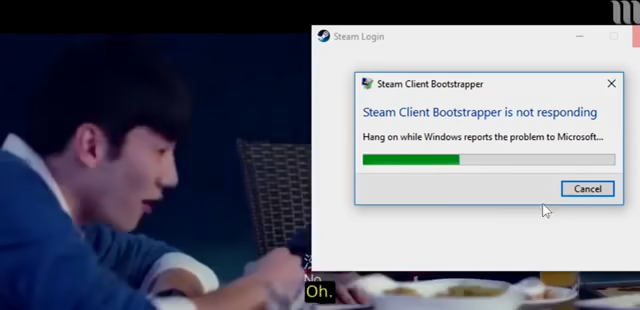 Steam Login
Steam Client Bootstrapper
Steam Client Bootstrapper is not responding
Hang on while Windows reports the problem to Microsoft...
Cancel
No
Oh.